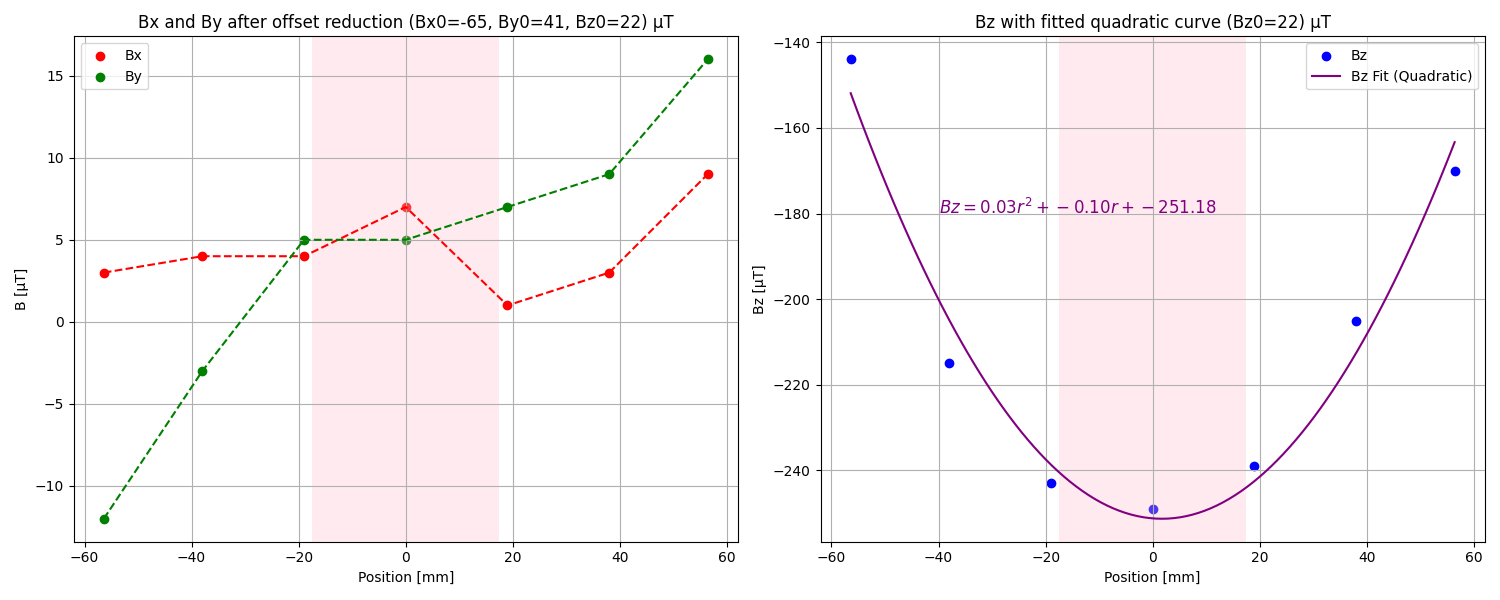 Bx and By after offset reduction (Bx0=-65, By0=41, Bz0=22) μT
Bx
By
15
10
5
0
−5
−10
B [μT]
−60 −40 −20 0 20 40 60
Position [mm]
Bz with fitted quadratic curve (Bz0=22) μT
Bz
Bz Fit (Quadratic)
Bz = 0.03r² + −0.10r + −251.18
−140
−160
−180
−200
−220
−240
Bz [μT]
−60 −40 −20 0 20 40 60
Position [mm]